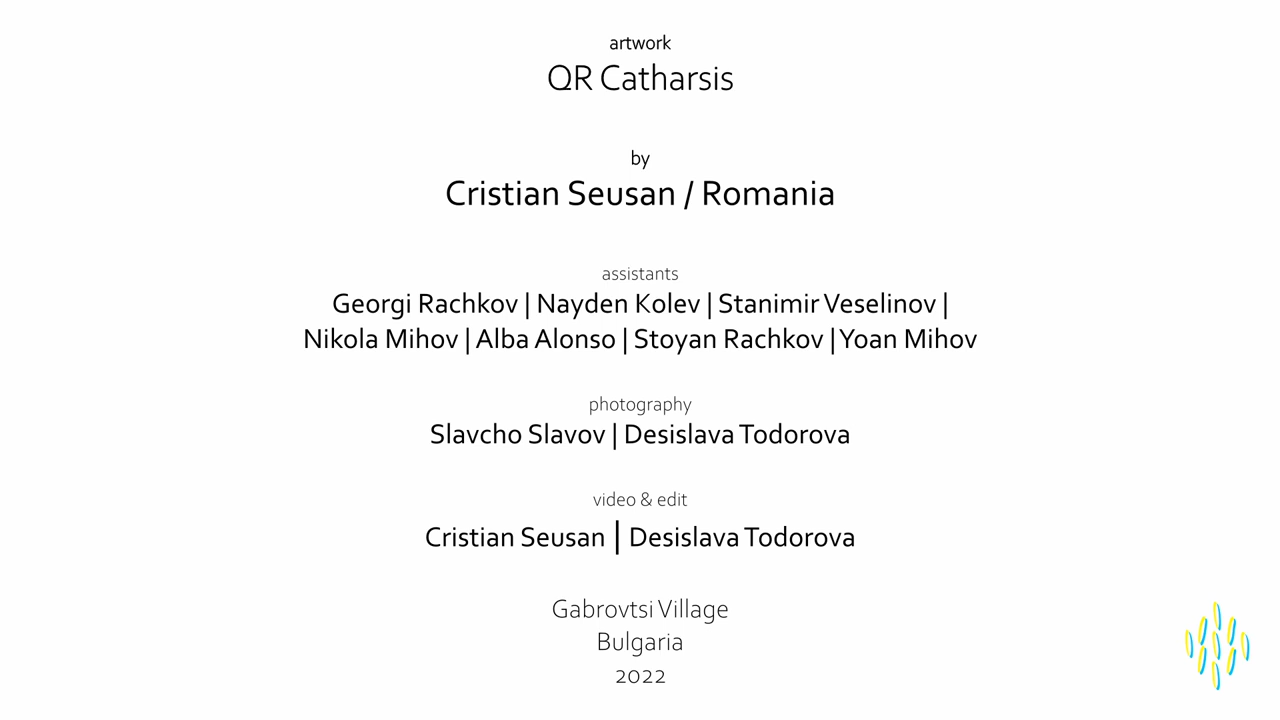 artwork
QR Catharsis
by
Cristian Seusan / Romania
assistants
Georgi Rachkov | Nayden Kolev | Stanimir Veselinov |
Nikola Mihov | Alba Alonso | Stoyan Rachkov | Yoan Mihov
photography
Slavcho Slavov | Desislava Todorova
video & edit
Cristian Seusan | Desislava Todorova
Gabrovtsi Village
Bulgaria
2022